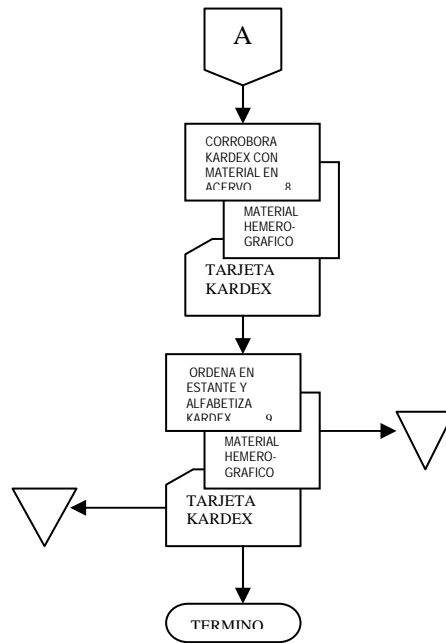 A
CORROBORA
KARDEX CON
MATERIAL EN
ACERVO 8
MATERIAL
HEMERO-
GRAFICO
TARJETA
KARDEX
ORDENA EN
ESTANTE Y
ALFABETIZA
KARDEX 9
MATERIAL
HEMERO-
GRAFICO
TARJETA
KARDEX
TERMINO